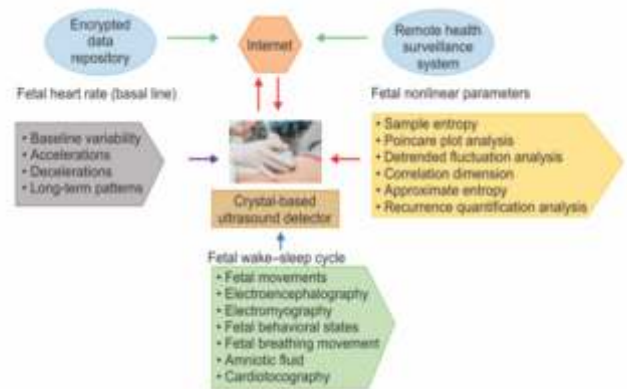 Encrypted
data
repository
Internet
Remote health
surveillance
system
Fetal heart rate (basal line)
• Baseline variability
• Accelerations
• Decelerations
• Long-term patterns
Fetal nonlinear parameters
• Sample entropy
• Poincare plot analysis
• Detrended fluctuation analysis
• Correlation dimension
• Approximate entropy
• Recurrence quantification analysis
Crystal-based
ultrasound detector
Fetal wake–sleep cycle
• Fetal movements
• Electroencephalography
• Electromyography
• Fetal behavioral states
• Fetal breathing movement
• Amniotic fluid
• Cardiotocography